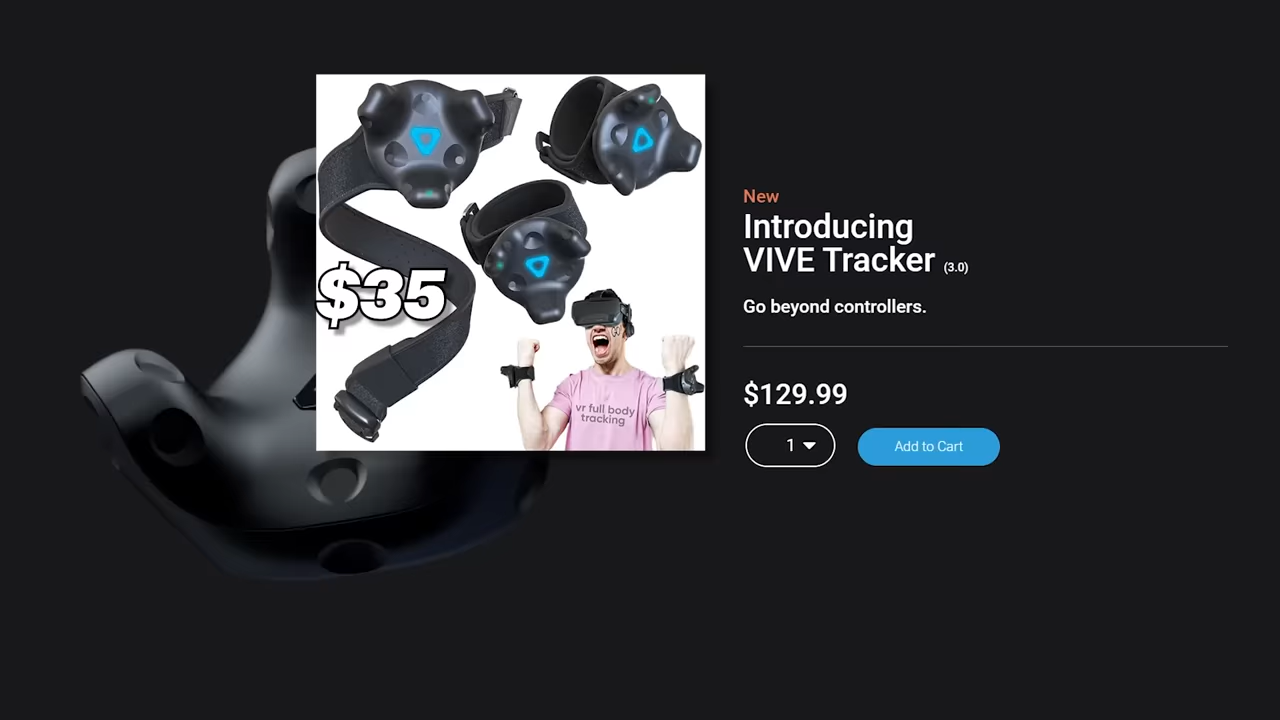 $35
vr full body
tracking
New
Introducing
VIVE Tracker (3.0)
Go beyond controllers.
$129.99
1
Add to Cart